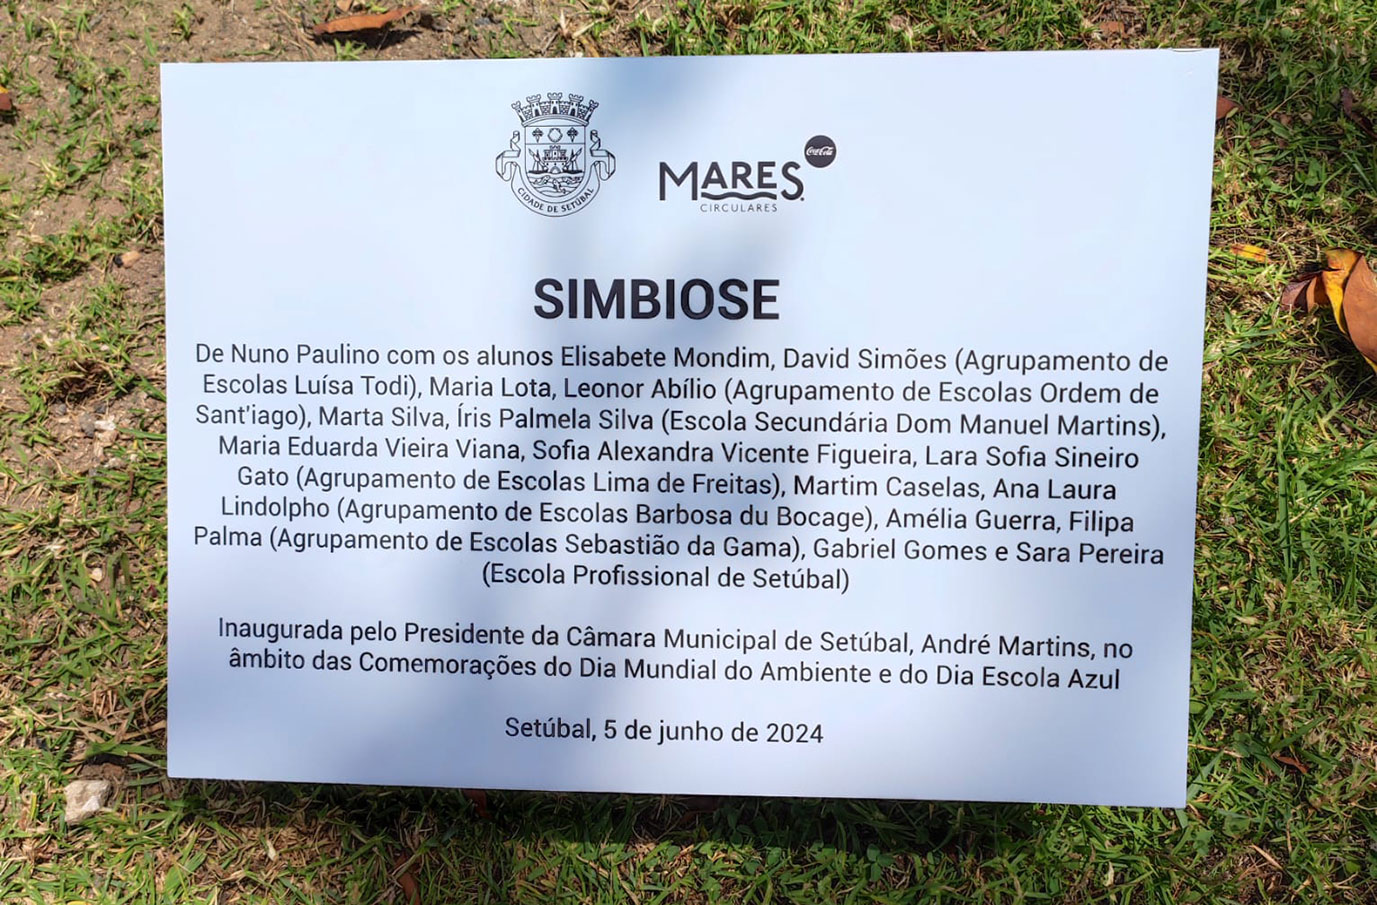 CIDADE DE SETÚBAL
Coca-Cola
MARES
CIRCULARES
SIMBIOSE
De Nuno Paulino com os alunos Elisabete Mondim, David Simões (Agrupamento de
Escolas Luísa Todi), Maria Lota, Leonor Abílio (Agrupamento de Escolas Ordem de
Sant'iago), Marta Silva, Íris Palmela Silva (Escola Secundária Dom Manuel Martins),
Maria Eduarda Vieira Viana, Sofia Alexandra Vicente Figueira, Lara Sofia Sineiro
Gato (Agrupamento de Escolas Lima de Freitas), Martim Caselas, Ana Laura
Lindolpho (Agrupamento de Escolas Barbosa du Bocage), Amélia Guerra, Filipa
Palma (Agrupamento de Escolas Sebastião da Gama), Gabriel Gomes e Sara Pereira
(Escola Profissional de Setúbal)
Inaugurada pelo Presidente da Câmara Municipal de Setúbal, André Martins, no
âmbito das Comemorações do Dia Mundial do Ambiente e do Dia Escola Azul
Setúbal, 5 de junho de 2024